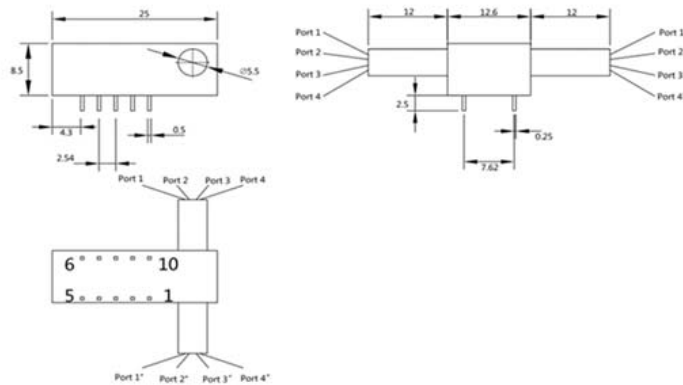 25
8.5
Ø5.5
4.3
0.5
2.54
12
12.6
12
Port 1
Port 2
Port 3
Port 4
Port 1
Port 2
Port 3
Port 4
2.5
0.25
7.62
Port 1
Port 2
Port 3
Port 4
6
10
5
1
Port 1"
Port 2"
Port 3"
Port 4"